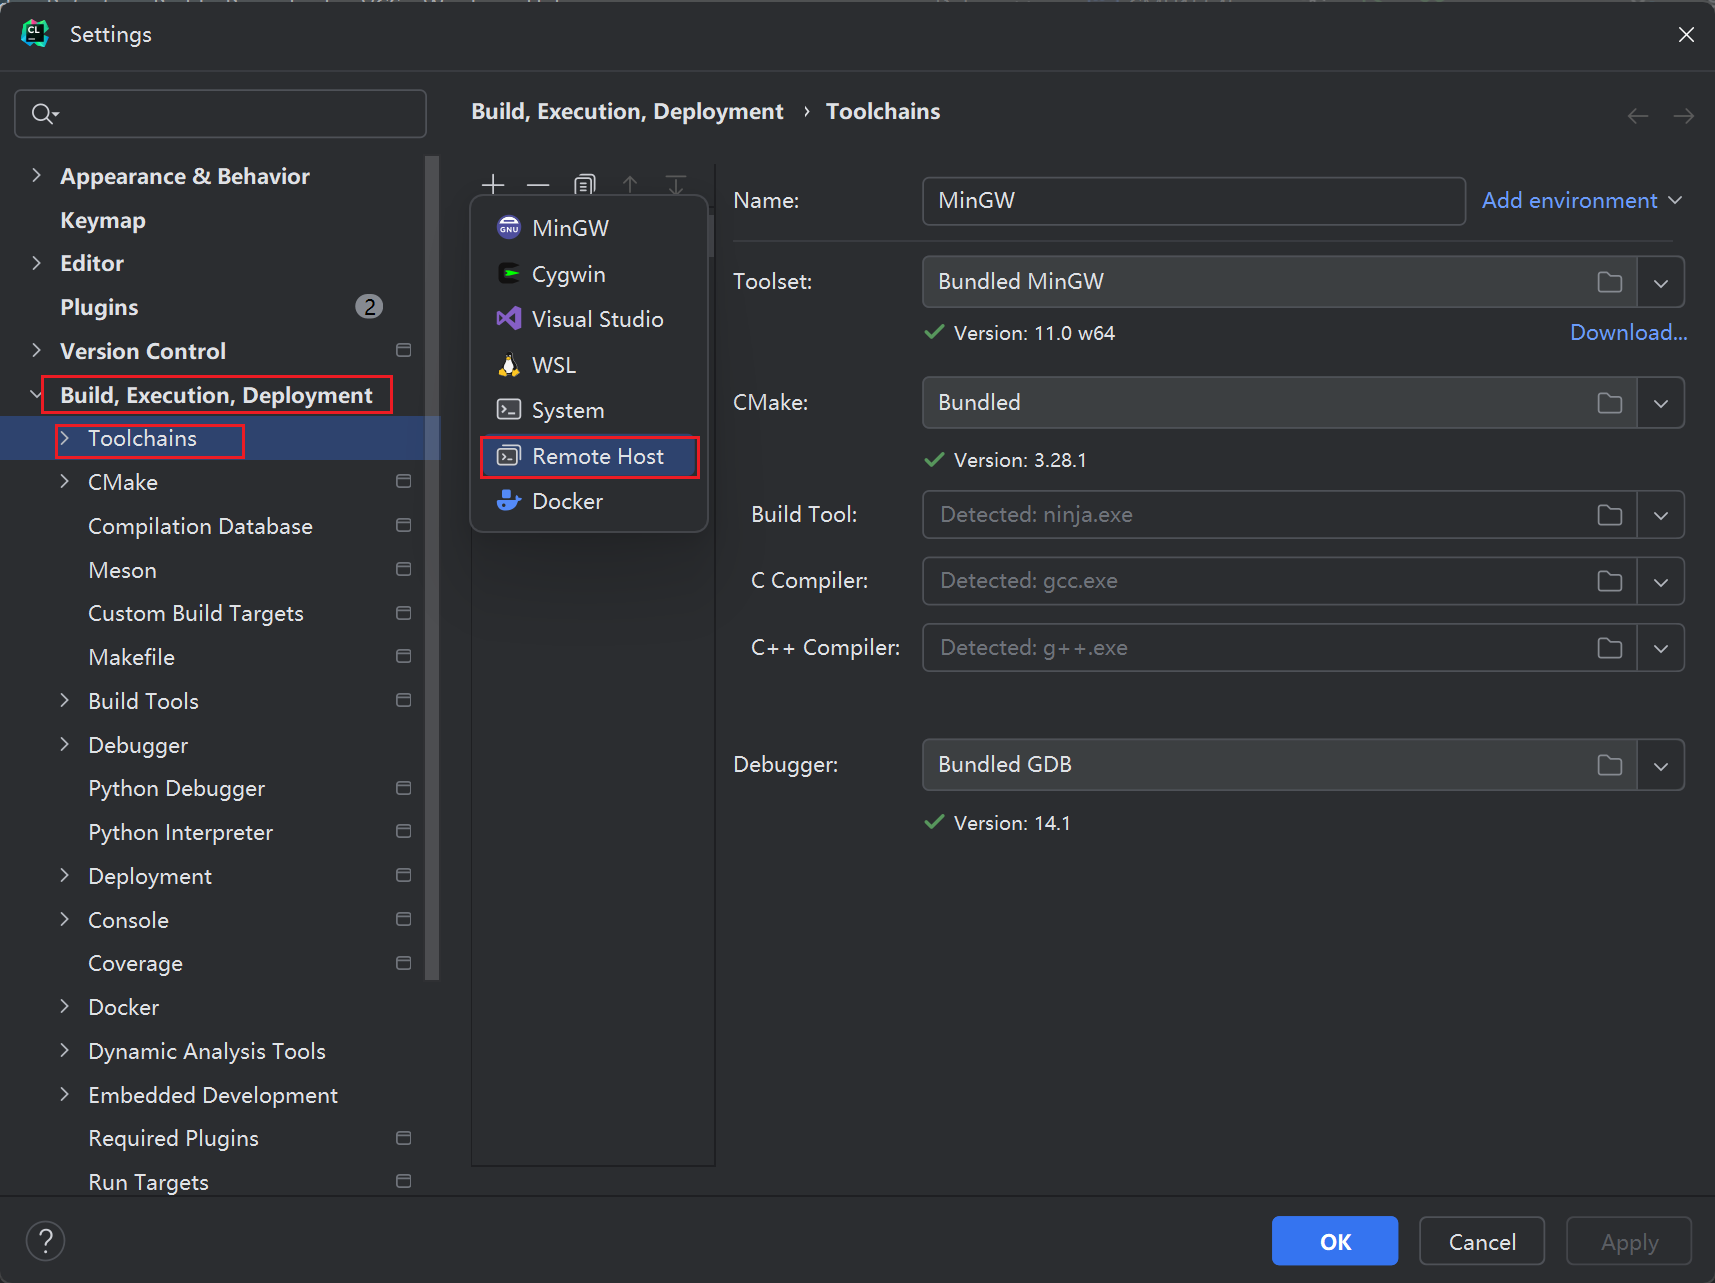 CL
Settings
Appearance & Behavior
Keymap
Editor
Plugins 2
Version Control
Build, Execution, Deployment
Toolchains
CMake
Compilation Database
Meson
Custom Build Targets
Makefile
Build Tools
Debugger
Python Debugger
Python Interpreter
Deployment
Console
Coverage
Docker
Dynamic Analysis Tools
Embedded Development
Required Plugins
Run Targets
Build, Execution, Deployment › Toolchains
GNU MinGW
Cygwin
Visual Studio
WSL
System
Remote Host
Docker
Name: MinGW Add environment
Toolset: Bundled MinGW
Version: 11.0 w64 Download...
CMake: Bundled
Version: 3.28.1
Build Tool: Detected: ninja.exe
C Compiler: Detected: gcc.exe
C++ Compiler: Detected: g++.exe
Debugger: Bundled GDB
Version: 14.1
?
OK Cancel Apply